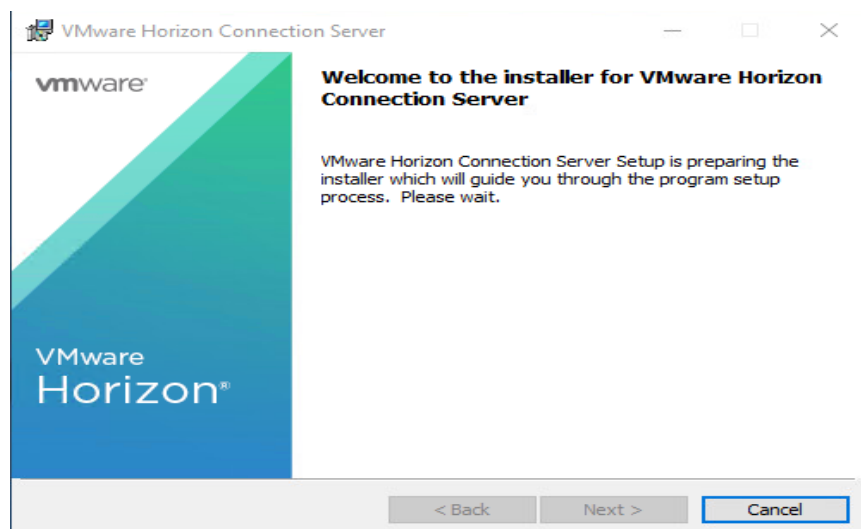 VMware Horizon Connection Server
vmware®
Welcome to the installer for VMware Horizon
Connection Server
VMware Horizon Connection Server Setup is preparing the
installer which will guide you through the program setup
process. Please wait.
VMware
Horizon®
< Back
Next >
Cancel